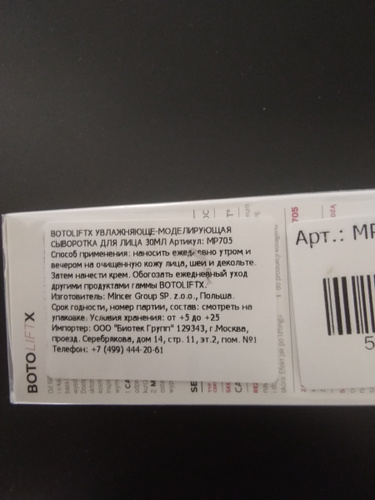 BOTOLIFTX УВЛАЖНЯЮЩЕ-МОДЕЛИРУЮЩАЯ
СЫВОРОТКА ДЛЯ ЛИЦА 30МЛ Артикул: MP705
Способ применения: наносить ежедневно утром и
вечером на очищенную кожу лица, шеи и декольте.
Затем нанести крем. Обогозать ежедневный уход
другими продуктами гаммы BOTOLIFTX.
Изготовитель: Mincer Group SP. z.o.o., Польша.
Срок годности, номер партии, состав: смотреть на
упаковке. Условия хранения: от +5 до +25
Импортер: ООО "Биотек Групп" 129343, г.Москва,
проезд. Серебрякова, дом 14, стр. 11, эт.2, пом. №1
Телефон: +7 (499) 444-20-61
BOTOLIFTX
705
Арт.: MP
5